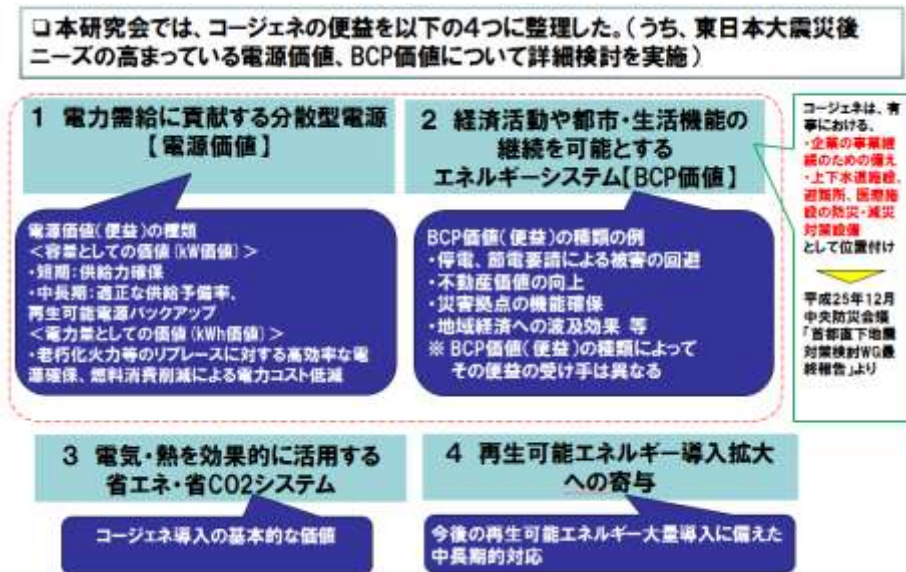 □本研究会では、コージェネの便益を以下の4つに整理した。(うち、東日本大震災後
ニーズの高まっている電源価値、BCP価値について詳細検討を実施)
1 電力需給に貢献する分散型電源
【電源価値】
電源価値(便益)の種類
<容量としての価値(kW価値)>
・短期:供給力確保
・中長期:適正な供給予備率、
再生可能電源バックアップ
<電力量としての価値(kWh価値)>
・老朽化火力等のリプレースに対する高効率な電
源確保、燃料消費削減による電力コスト低減
2 経済活動や都市・生活機能の
継続を可能とする
エネルギーシステム【BCP価値】
BCP価値(便益)の種類の例
・停電、節電要請による被害の回避
・不動産価値の向上
・災害拠点の機能確保
・地域経済への波及効果 等
※ BCP価値(便益)の種類によって
その便益の受け手は異なる
コージェネは、有
事における、
・企業の事業継
続のための備え
・上下水道施設、
避難所、医療施
設の防災・減災
対策設備
として位置付け
平成25年12月
中央防災会議
「首都直下地震
対策検討WG最
終報告」より
3 電気・熱を効果的に活用する
省エネ・省CO2システム
コージェネ導入の基本的な価値
4 再生可能エネルギー導入拡大
への寄与
今後の再生可能エネルギー大量導入に備えた
中長期的対応